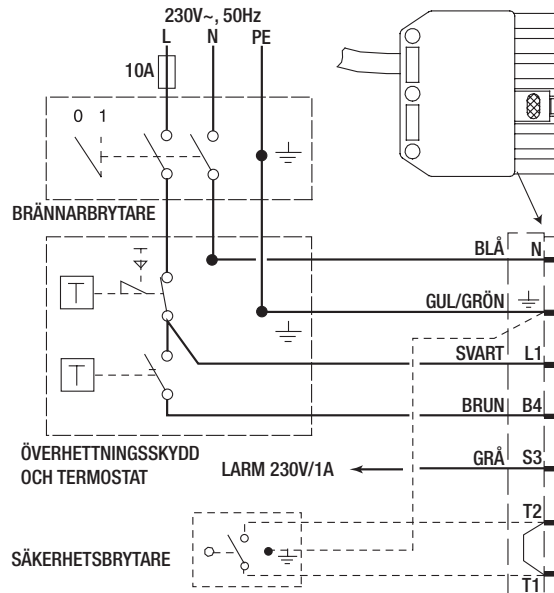 230V~, 50Hz
L N PE
10A
0 1
BRÄNNARBRYTARE
BLÅ N
GUL/GRÖN
T
SVART L1
T
BRUN B4
ÖVERHETTNINGSSKYDD
OCH TERMOSTAT
LARM 230V/1A
GRÅ S3
T2
SÄKERHETSBRYTARE
T1